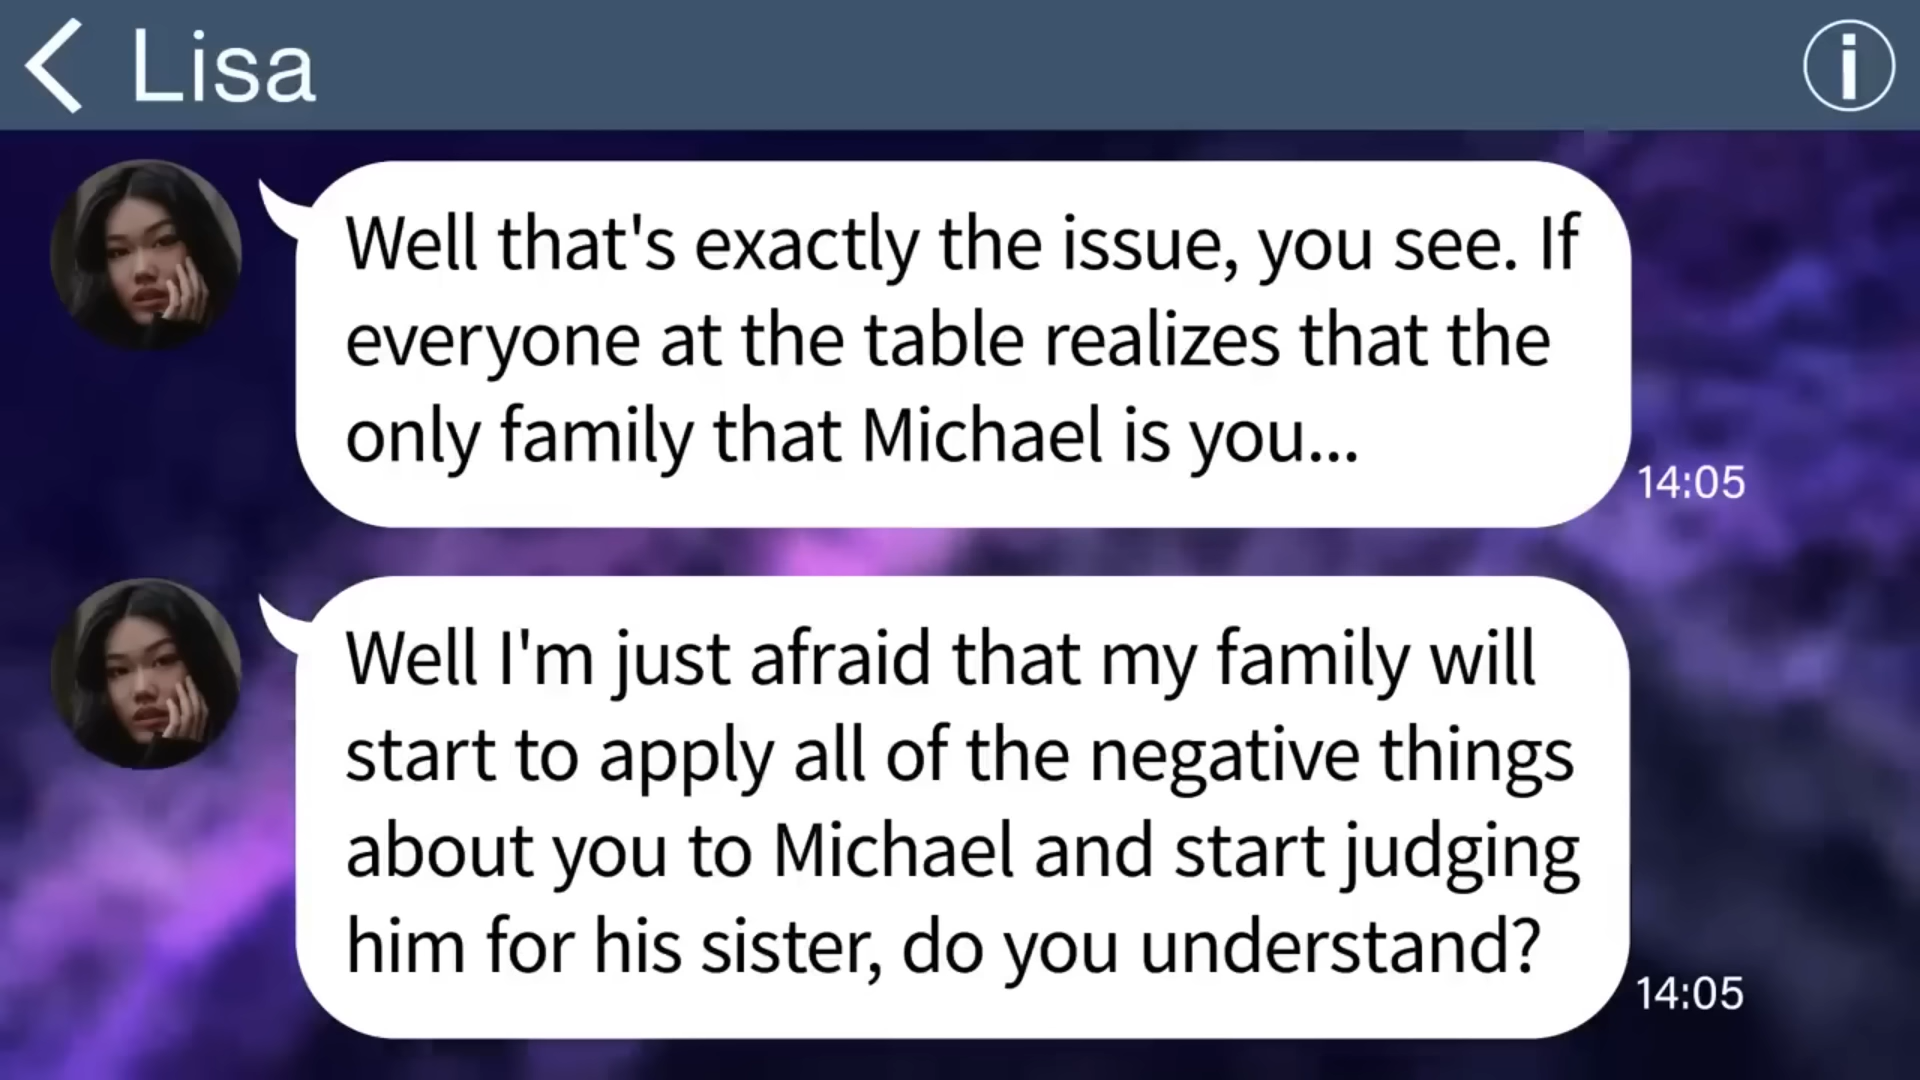 Lisa
Well that's exactly the issue, you see. If
everyone at the table realizes that the
only family that Michael is you...
14:05
Well I'm just afraid that my family will
start to apply all of the negative things
about you to Michael and start judging
him for his sister, do you understand?
14:05